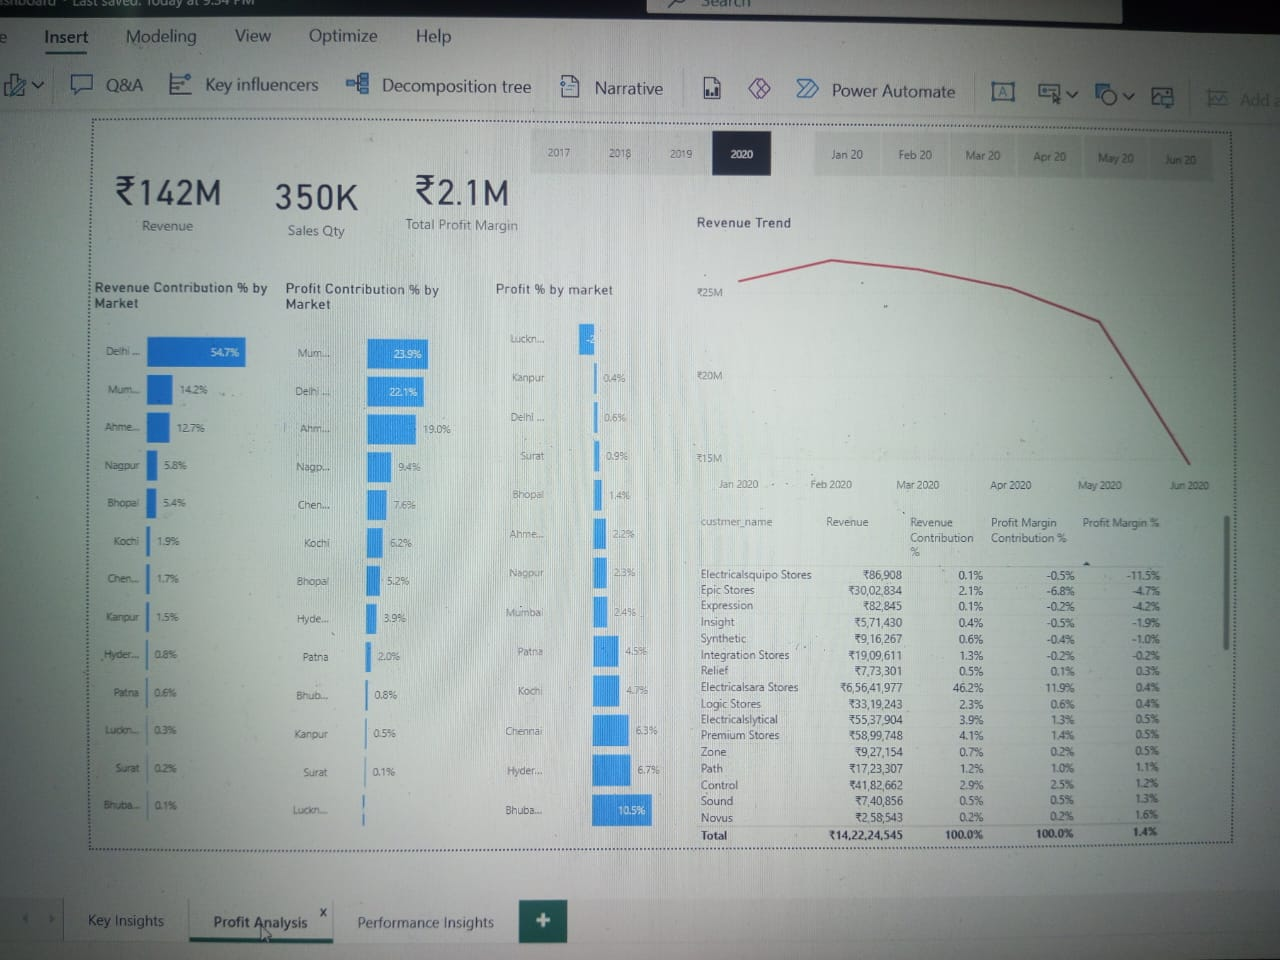 Last saved: Today at 9:54 PM
Search
Insert Modeling View Optimize Help
Q&A Key influencers Decomposition tree Narrative Power Automate Add
2017 2018 2019 2020 Jan 20 Feb 20 Mar 20 Apr 20 May 20 Jun 20
₹142M
Revenue
350K
Sales Qty
₹2.1M
Total Profit Margin
Revenue Contribution % by
Market
Delhi ... 54.7%
Mum... 14.2%
Ahme... 12.7%
Nagpur 5.8%
Bhopal 5.4%
Kochi 1.9%
Chen... 1.7%
Kanpur 1.5%
Hyder... 0.8%
Patna 0.6%
Luckn... 0.3%
Surat 0.2%
Bhuba... 0.1%
Profit Contribution % by
Market
Mum... 23.9%
Delhi ... 22.1%
Ahm... 19.0%
Nagp... 9.4%
Chen... 7.6%
Kochi 6.2%
Bhopal 5.2%
Hyde... 3.9%
Patna 2.0%
Bhub... 0.8%
Kanpur 0.5%
Surat 0.1%
Luckn...
Profit % by market
Luckn... -2
Kanpur 0.4%
Delhi ... 0.6%
Surat 0.9%
Bhopal 1.4%
Ahme... 2.2%
Nagpur 2.3%
Mumbai 2.4%
Patna 4.5%
Kochi 4.7%
Chennai 6.3%
Hyder... 6.7%
Bhuba... 10.5%
Revenue Trend
₹25M
₹20M
₹15M
Jan 2020 Feb 2020 Mar 2020 Apr 2020 May 2020 Jun 2020
custmer_name Revenue Revenue Profit Margin Profit Margin %
Contribution Contribution %
%
Electricalsquipo Stores ₹86,908 0.1% -0.5% -11.5%
Epic Stores ₹30,02,834 2.1% -6.8% -4.7%
Expression ₹82,845 0.1% -0.2% -4.2%
Insight ₹5,71,430 0.4% -0.5% -1.9%
Synthetic ₹9,16,267 0.6% -0.4% -1.0%
Integration Stores ₹19,09,611 1.3% -0.2% -0.2%
Relief ₹7,73,301 0.5% 0.1% 0.3%
Electricalsara Stores ₹6,56,41,977 46.2% 11.9% 0.4%
Logic Stores ₹33,19,243 2.3% 0.6% 0.4%
Electricalslytical ₹55,37,904 3.9% 1.3% 0.5%
Premium Stores ₹58,99,748 4.1% 1.4% 0.5%
Zone ₹9,27,154 0.7% 0.2% 0.5%
Path ₹17,23,307 1.2% 1.0% 1.1%
Control ₹41,82,662 2.9% 2.5% 1.2%
Sound ₹7,40,856 0.5% 0.5% 1.3%
Novus ₹2,58,543 0.2% 0.2% 1.6%
Total ₹14,22,24,545 100.0% 100.0% 1.4%
Key Insights Profit Analysis x Performance Insights +